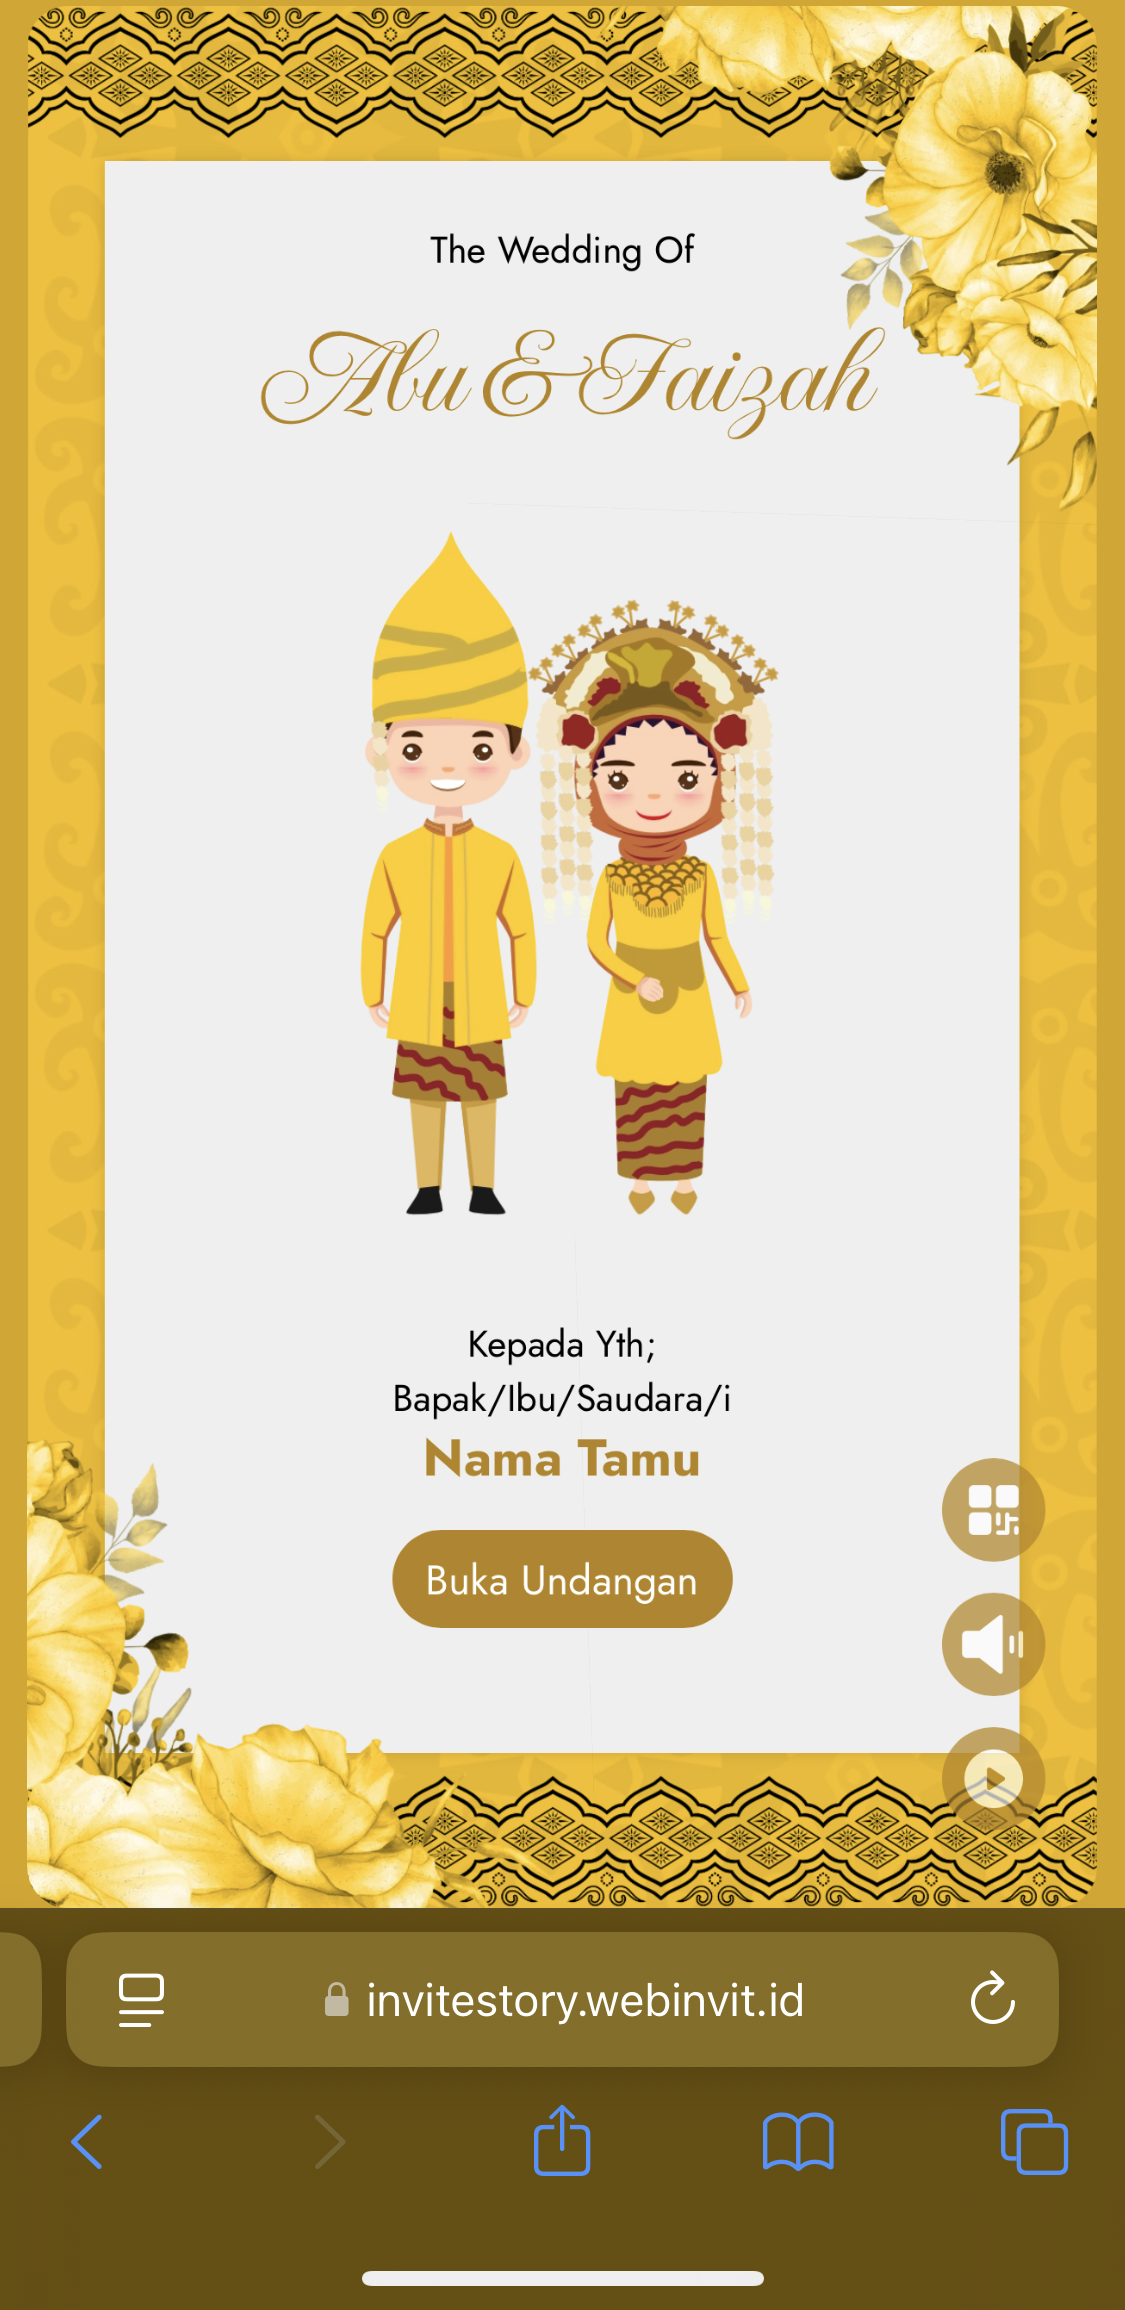 The Wedding Of
Abu & Faizah
Kepada Yth;
Bapak/Ibu/Saudara/i
Nama Tamu
Buka Undangan
invitestory.webinvit.id